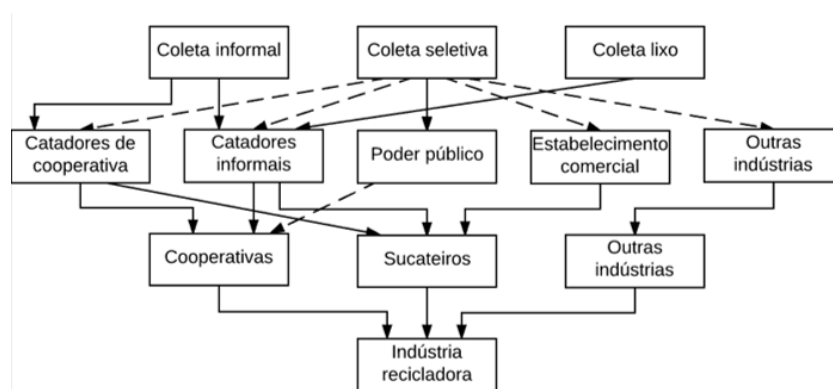 Coleta informal
Coleta seletiva
Coleta lixo
Catadores de
cooperativa
Catadores
informais
Poder público
Estabelecimento
comercial
Outras
indústrias
Cooperativas
Sucateiros
Outras
indústrias
Indústria
recicladora